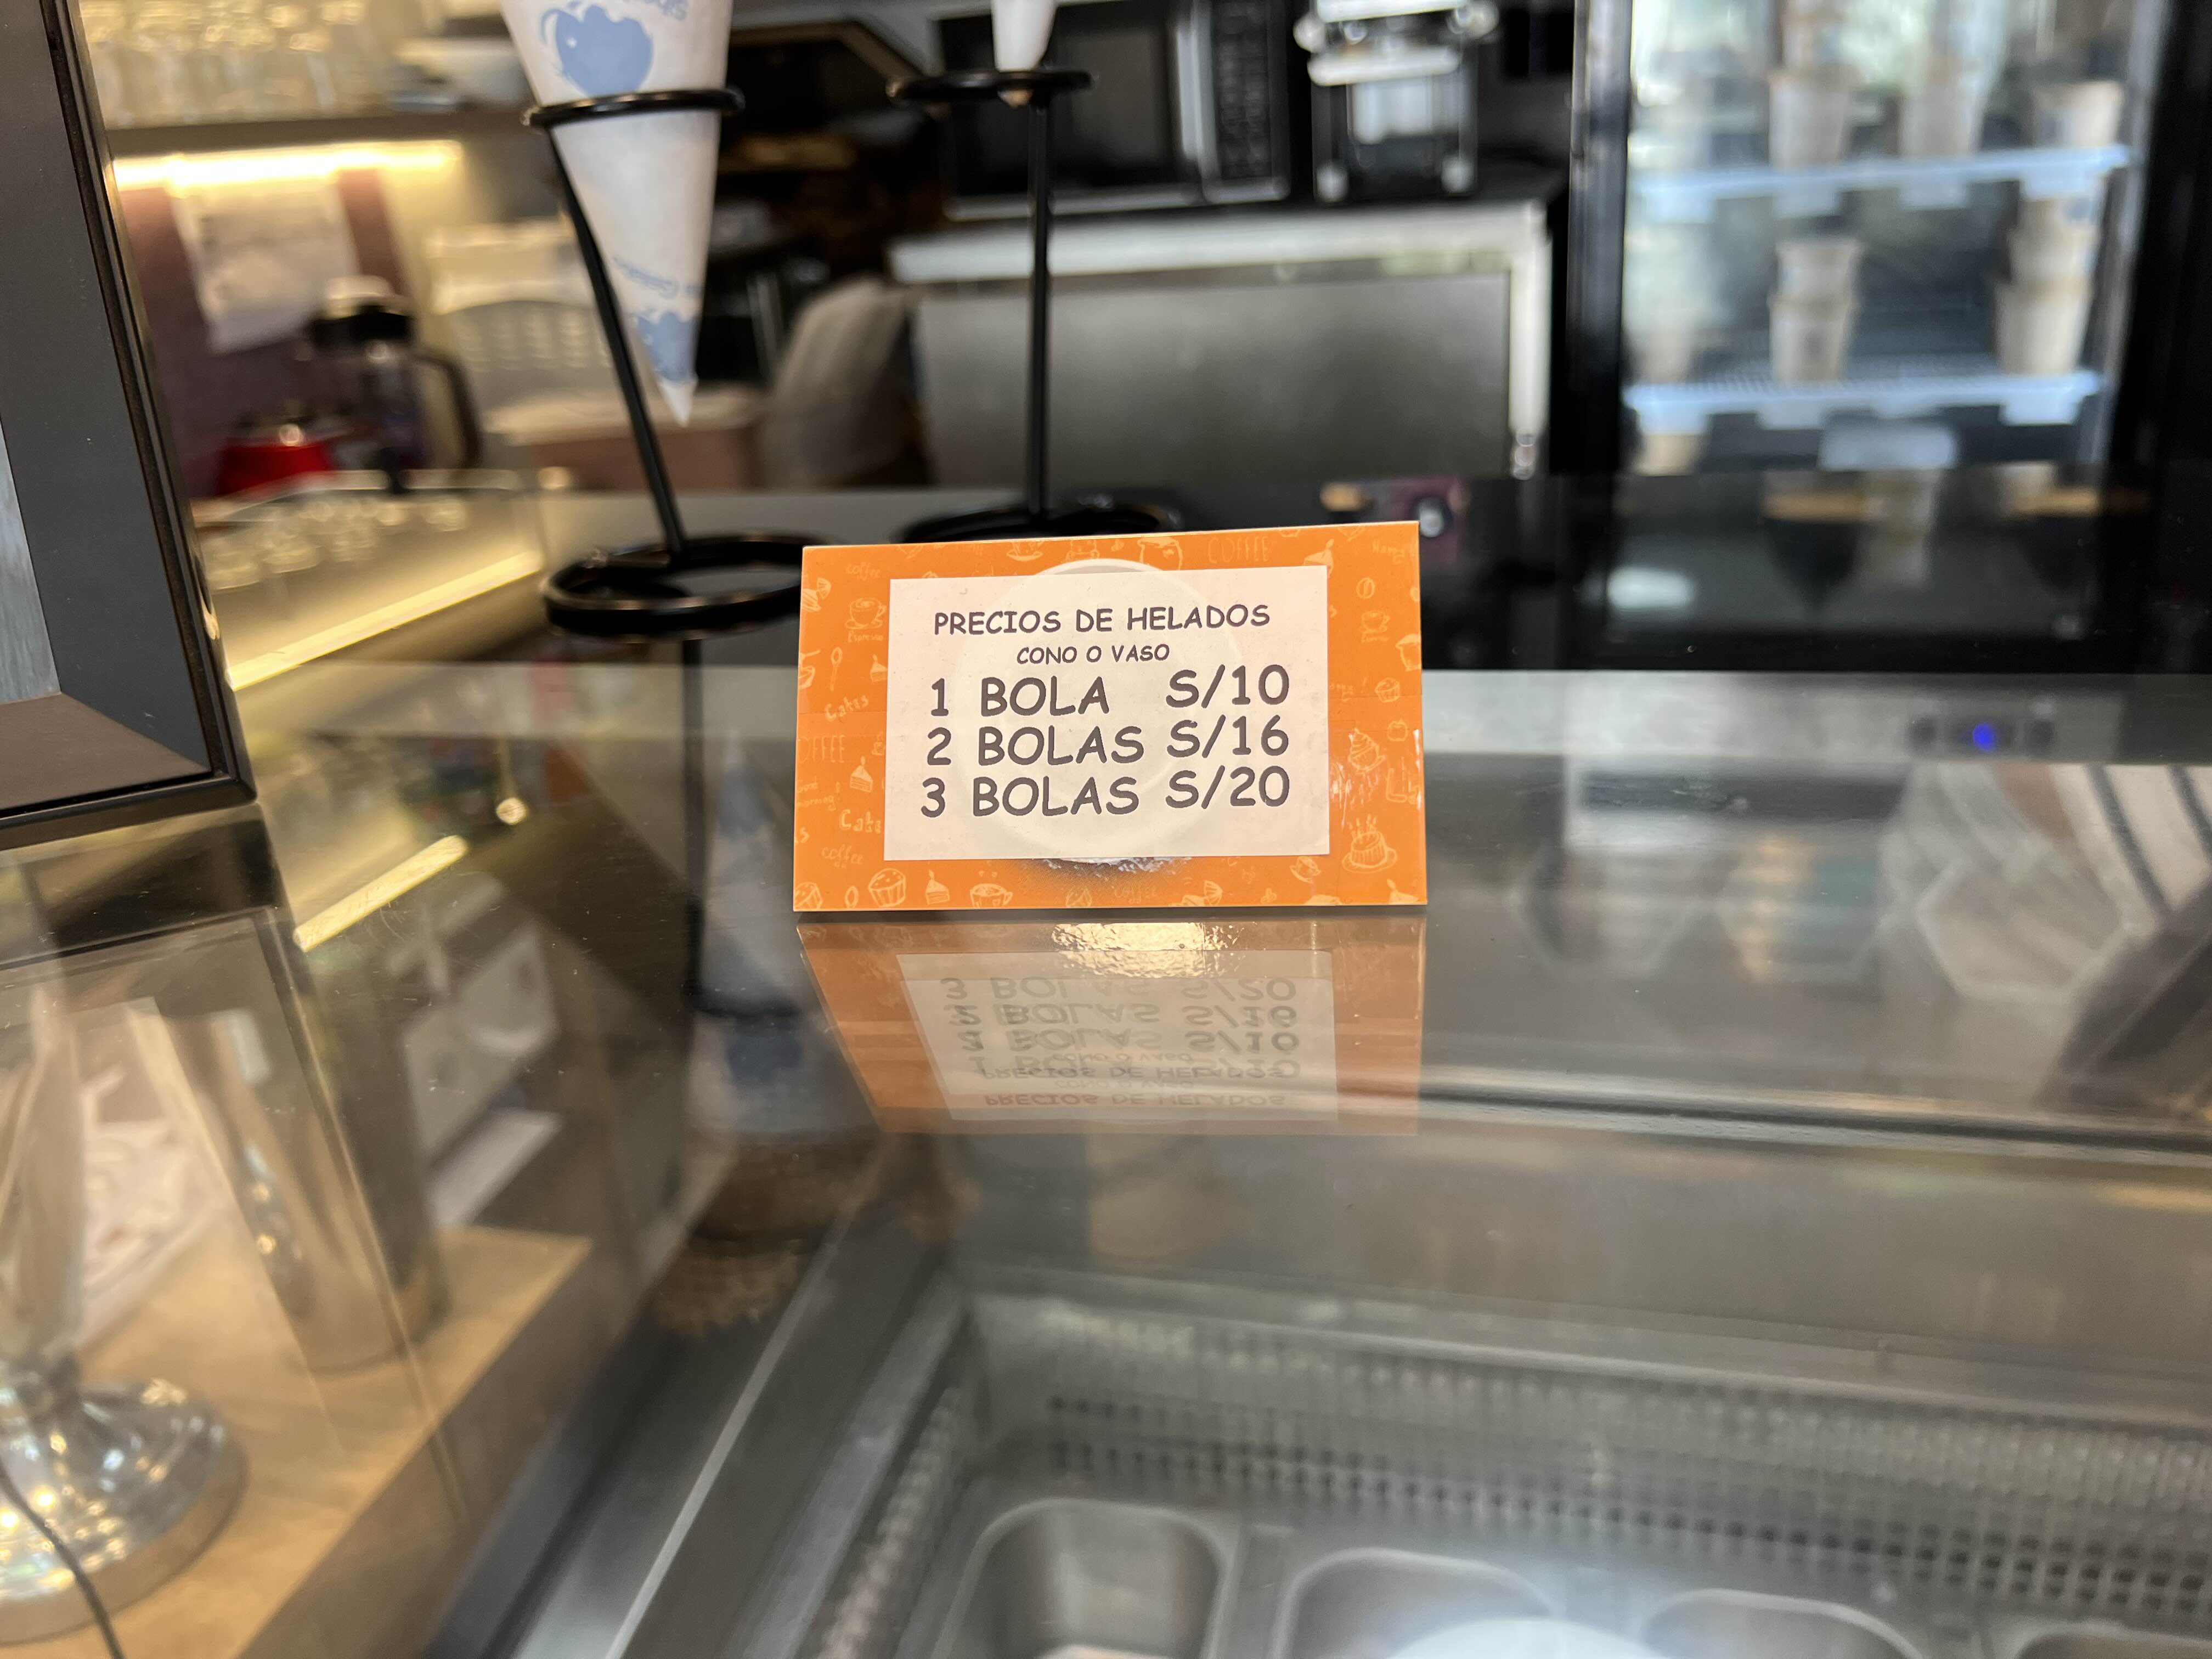 PRECIOS DE HELADOS
CONO O VASO
1 BOLA S/10
2 BOLAS S/16
3 BOLAS S/20